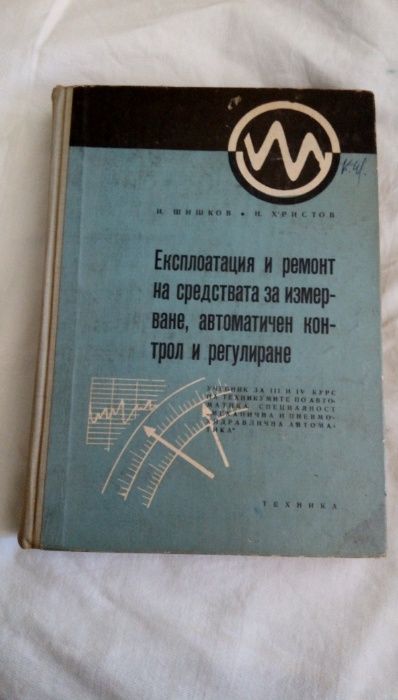 И. ШИШКОВ • Н. ХРИСТОВ
Експлоатация и ремонт
на средствата за измер-
ване, автоматичен кон-
трол и регулиране
УЧЕБНИК ЗА III И IV КУРС
НА ТЕХНИКУМИТЕ ПО АВТО-
МАТИКА, СПЕЦИАЛНОСТ
„МЕХАНИЧНА И ПНЕВМО-
ХИДРАВЛИЧНА АВТОМА-
ТИКА“
ТЕХНИКА